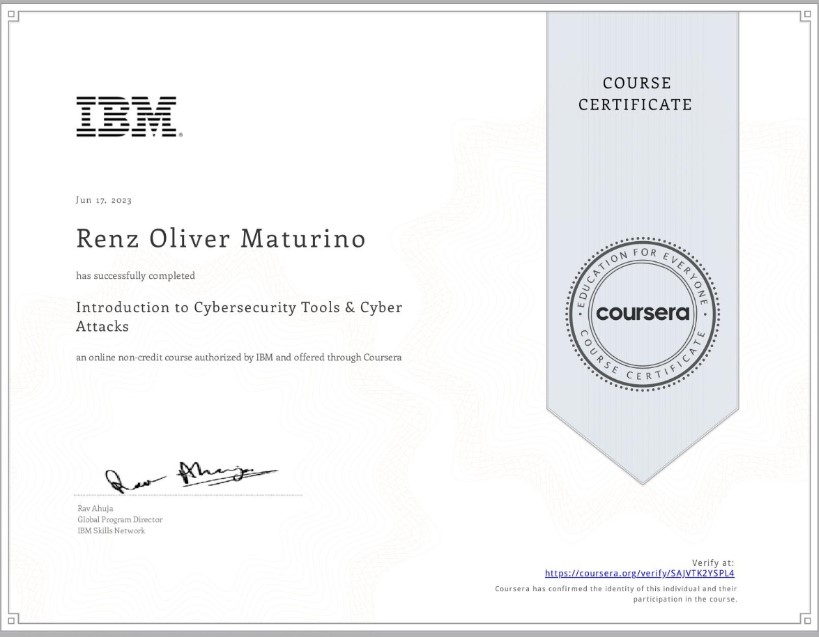 COURSE
CERTIFICATE
IBM®
Jun 17, 2023
Renz Oliver Maturino
has successfully completed
Introduction to Cybersecurity Tools & Cyber
Attacks
an online non-credit course authorized by IBM and offered through Coursera
EDUCATION FOR EVERYONE
coursera
COURSE CERTIFICATE
Rav Ahuja
Rav Ahuja
Global Program Director
IBM Skills Network
Verify at:
https://coursera.org/verify/SAJVTK2YSPL4
Coursera has confirmed the identity of this individual and their
participation in the course.